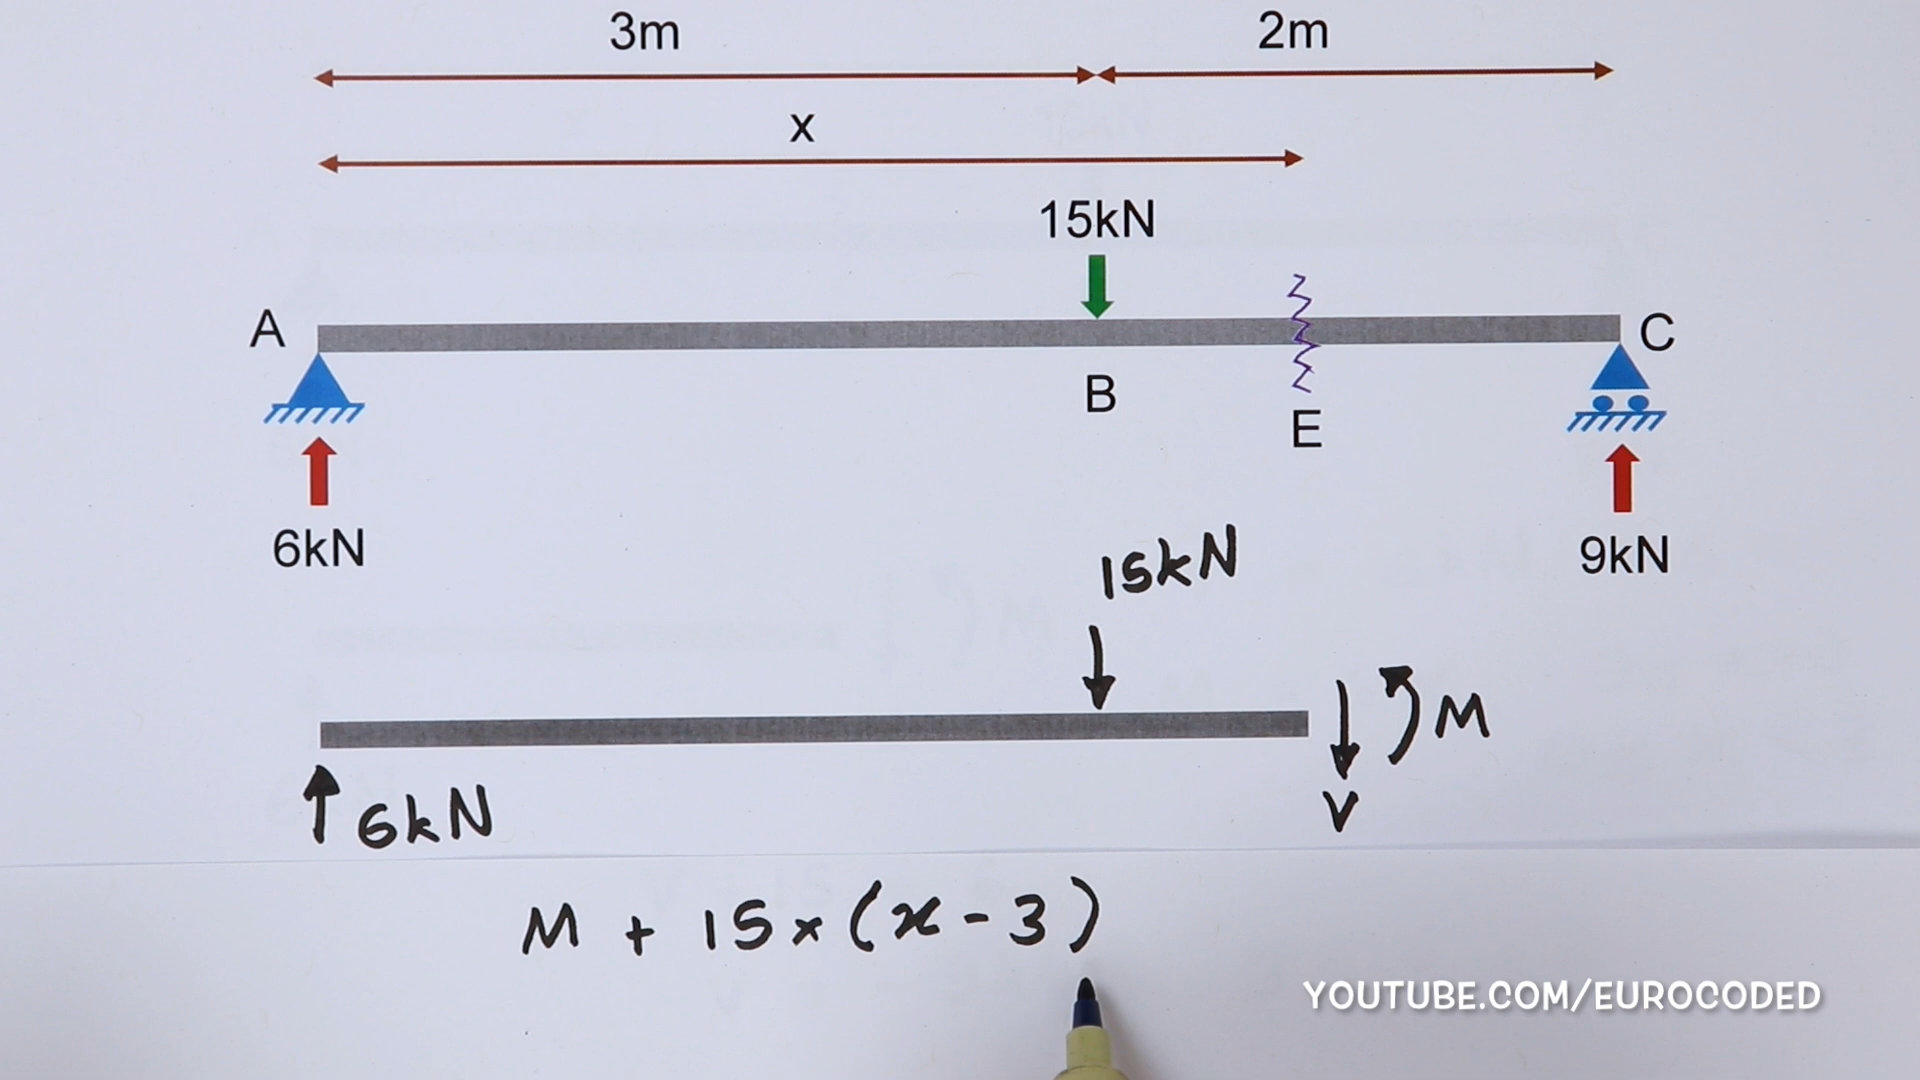 3m 2m
x
15kN
A C
B
E
6kN 9kN
15kN
M
V
6kN
M + 15×(x-3)
YOUTUBE.COM/EUROCODED